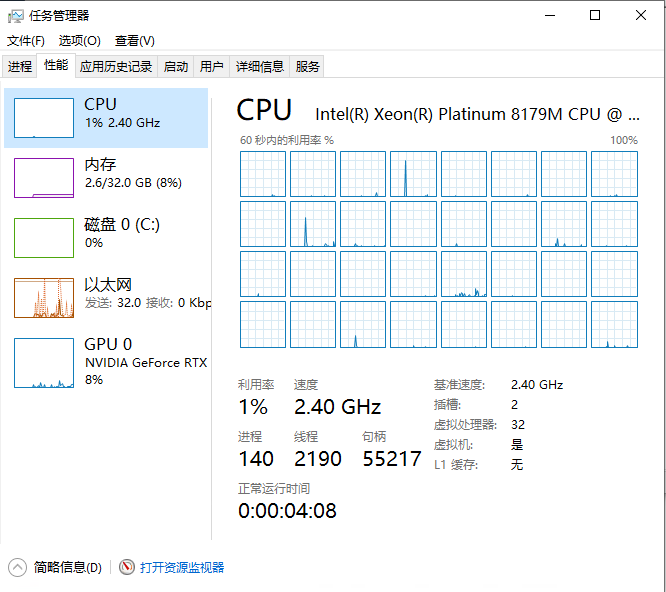 任务管理器
文件(F) 选项(O) 查看(V)
进程 性能 应用历史记录 启动 用户 详细信息 服务
CPU
1% 2.40 GHz
内存
2.6/32.0 GB (8%)
磁盘 0 (C:)
0%
以太网
发送: 32.0 接收: 0 Kbp
GPU 0
NVIDIA GeForce RTX
8%
CPU Intel(R) Xeon(R) Platinum 8179M CPU @ ...
60 秒内的利用率 % 100%
利用率 速度
1% 2.40 GHz
进程 线程 句柄
140 2190 55217
正常运行时间
0:00:04:08
基准速度: 2.40 GHz
插槽: 2
虚拟处理器: 32
虚拟机: 是
L1 缓存: 无
简略信息(D) 打开资源监视器